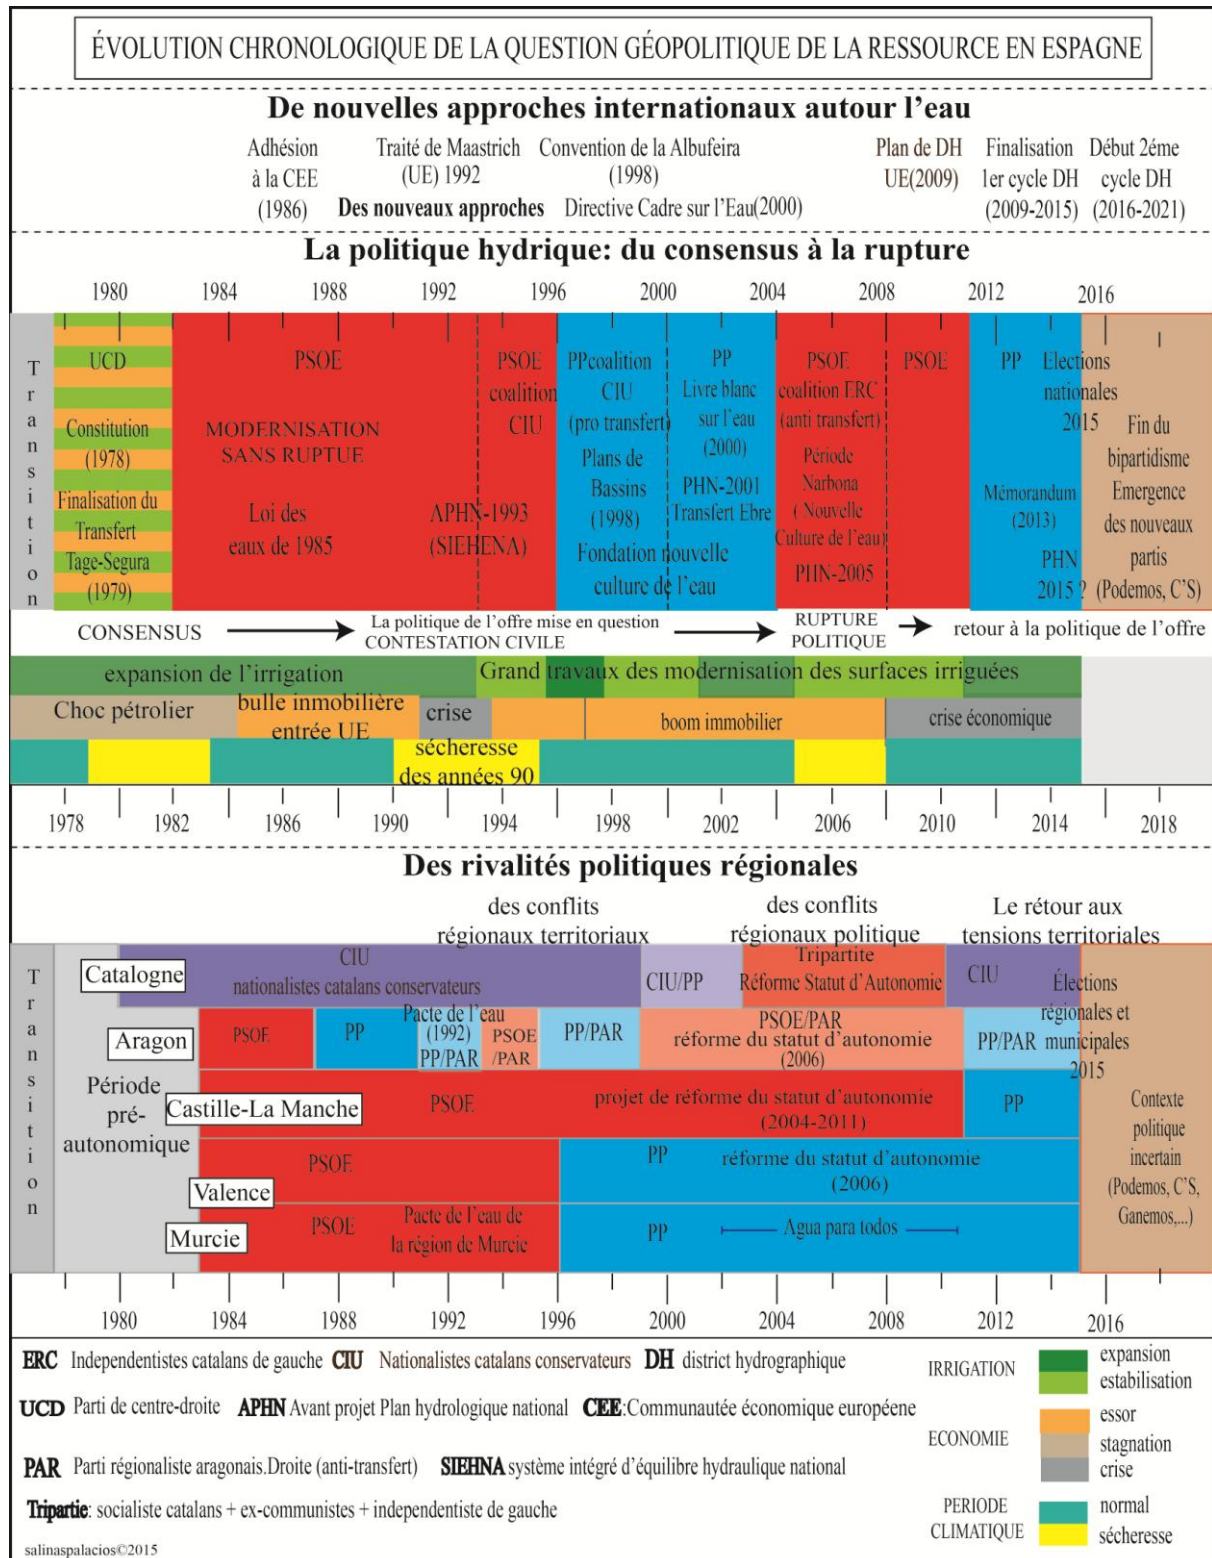 ÉVOLUTION CHRONOLOGIQUE DE LA QUESTION GÉOPOLITIQUE DE LA RESSOURCE EN ESPAGNE
De nouvelles approches internationaux autour l'eau
Adhésion
à la CEE
(1986)
Traité de Maastrich
(UE) 1992
Des nouveaux approches
Convention de la Albufeira
(1998)
Directive Cadre sur l'Eau(2000)
Plan de DH
UE(2009)
Finalisation
1er cycle DH
(2009-2015)
Début 2éme
cycle DH
(2016-2021)
La politique hydrique: du consensus à la rupture
1980 1984 1988 1992 1996 2000 2004 2008 2012 2016
Transition
UCD
Constitution
(1978)
Finalisation du
Transfert
Tage-Segura
(1979)
PSOE
MODERNISATION
SANS RUPTUE
Loi des
eaux de 1985
PSOE
coalition
CIU
APHN-1993
(SIEHENA)
PPcoalition
CIU
(pro transfert)
Plans de
Bassins
(1998)
Fondation nouvelle
culture de l'eau
PP
Livre blanc
sur l'eau
(2000)
PHN-2001
Transfert Ebre
PSOE
coalition ERC
(anti transfert)
Période
Narbona
( Nouvelle
Culture de l'eau)
PHN-2005
PSOE
PP
Elections
nationales
2015
Mémorandum
(2013)
PHN
2015 ?
Fin du
bipartidisme
Emergence
des nouveaux
partis
(Podemos, C'S)
CONSENSUS
La politique de l'offre mise en question
CONTESTATION CIVILE
RUPTURE
POLITIQUE
retour à la politique de l'offre
expansion de l'irrigation
Grand travaux des modernisation des surfaces irriguées
Choc pétrolier
bulle inmobilière
entrée UE
crise
boom immobilier
crise économique
sécheresse
des années 90
1978 1982 1986 1990 1994 1998 2002 2006 2010 2014 2018
Des rivalités politiques régionales
des conflits
régionaux territoriaux
des conflits
régionaux politique
Le rétour aux
tensions territoriales
Transition
Période
pré-
autonomique
Catalogne
CIU
nationalistes catalans conservateurs
CIU/PP
Tripartite
Réforme Statut d'Autonomie
CIU
Élections
régionales et
municipales
2015
Aragon
PSOE
PP
Pacte de l'eau
(1992)
PP/PAR
PSOE
/PAR
PP/PAR
PSOE/PAR
réforme du statut d'autonomie
(2006)
PP/PAR
Castille-La Manche
PSOE
projet de réforme du statut d'autonomie
(2004-2011)
PP
Valence
PSOE
PP
réforme du statut d'autonomie
(2006)
Murcie
PSOE
Pacte de l'eau de
la région de Murcie
PP
Agua para todos
Contexte
politique
incertain
(Podemos, C'S,
Ganemos,...)
1980 1984 1988 1992 1996 2000 2004 2008 2012 2016
ERC Independentistes catalans de gauche CIU Nationalistes catalans conservateurs DH district hydrographique
UCD Parti de centre-droite APHN Avant projet Plan hydrologique national CEE:Communautée économique européene
PAR Parti régionaliste aragonais.Droite (anti-transfert) SIEHNA système intégré d'équilibre hydraulique national
Tripartie: socialiste catalans + ex-communistes + independentiste de gauche
salinaspalacios©2015
IRRIGATION
expansion
estabilisation
ECONOMIE
essor
stagnation
crise
PERIODE
CLIMATIQUE
normal
sécheresse